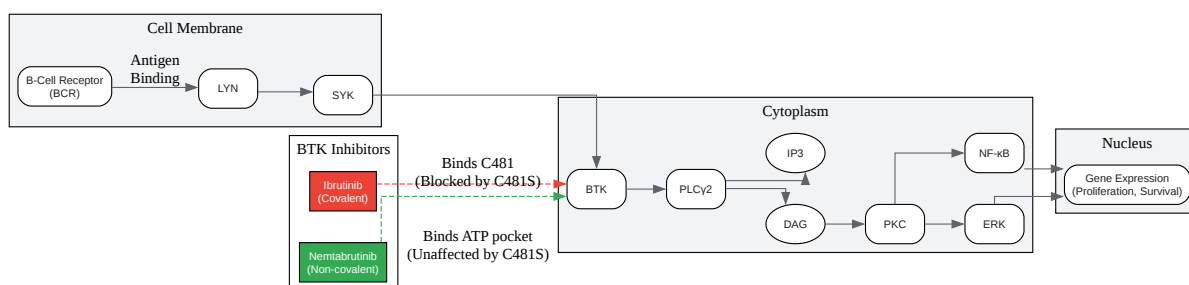 Cell Membrane
B-Cell Receptor
(BCR)
Antigen
Binding
LYN
SYK
BTK Inhibitors
Ibrutinib
(Covalent)
Nemtabrutinib
(Non-covalent)
Binds C481
(Blocked by C481S)
Binds ATP pocket
(Unaffected by C481S)
Cytoplasm
BTK
PLCγ2
IP3
DAG
PKC
NF-κB
ERK
Nucleus
Gene Expression
(Proliferation, Survival)